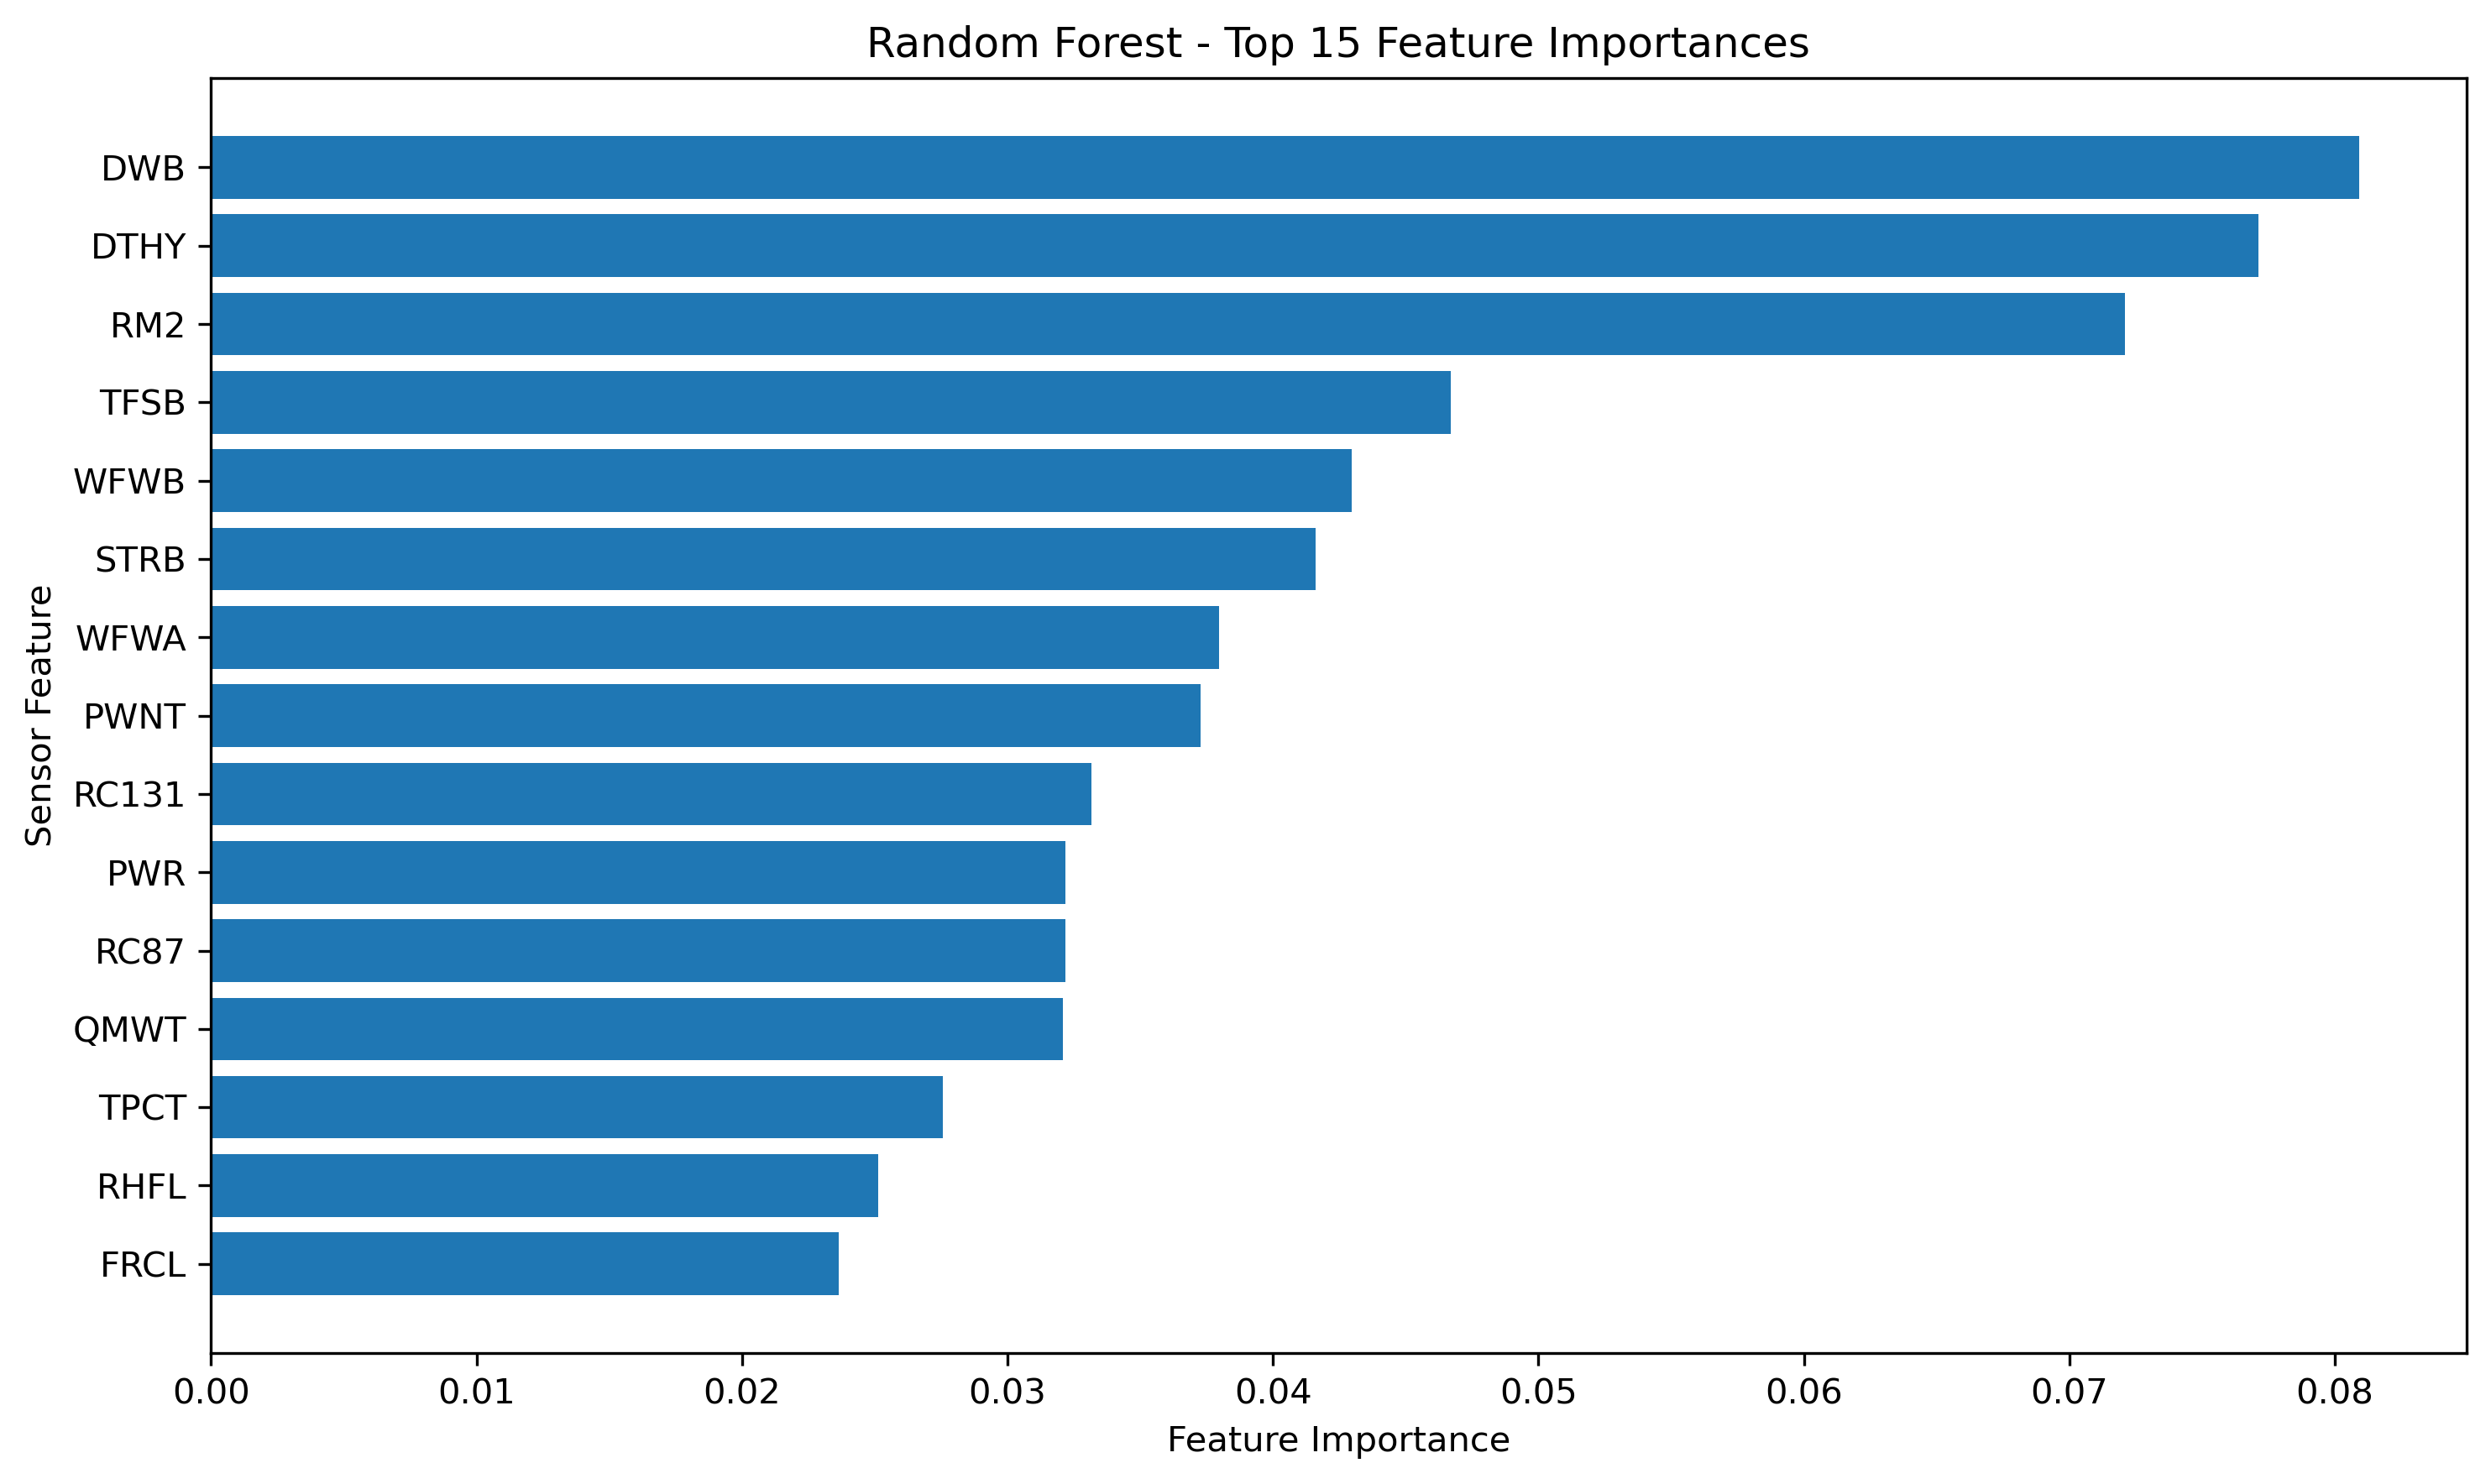 Random Forest - Top 15 Feature Importances
DWB
DTHY
RM2
TFSB
WFWB
STRB
WFWA
PWNT
RC131
PWR
RC87
QMWT
TPCT
RHFL
FRCL
Sensor Feature
0.00 0.01 0.02 0.03 0.04 0.05 0.06 0.07 0.08
Feature Importance